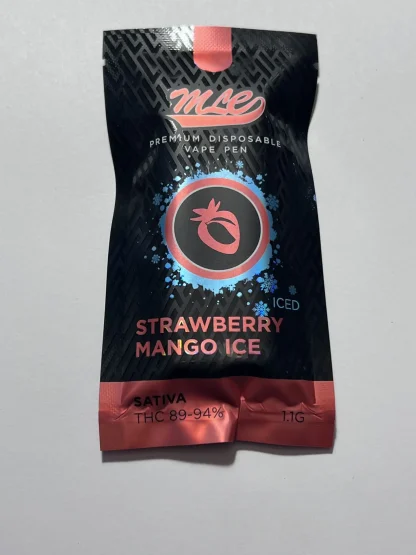 MLE
PREMIUM DISPOSABLE
VAPE PEN
ICED
STRAWBERRY
MANGO ICE
SATIVA
THC 89-94% 1.1G